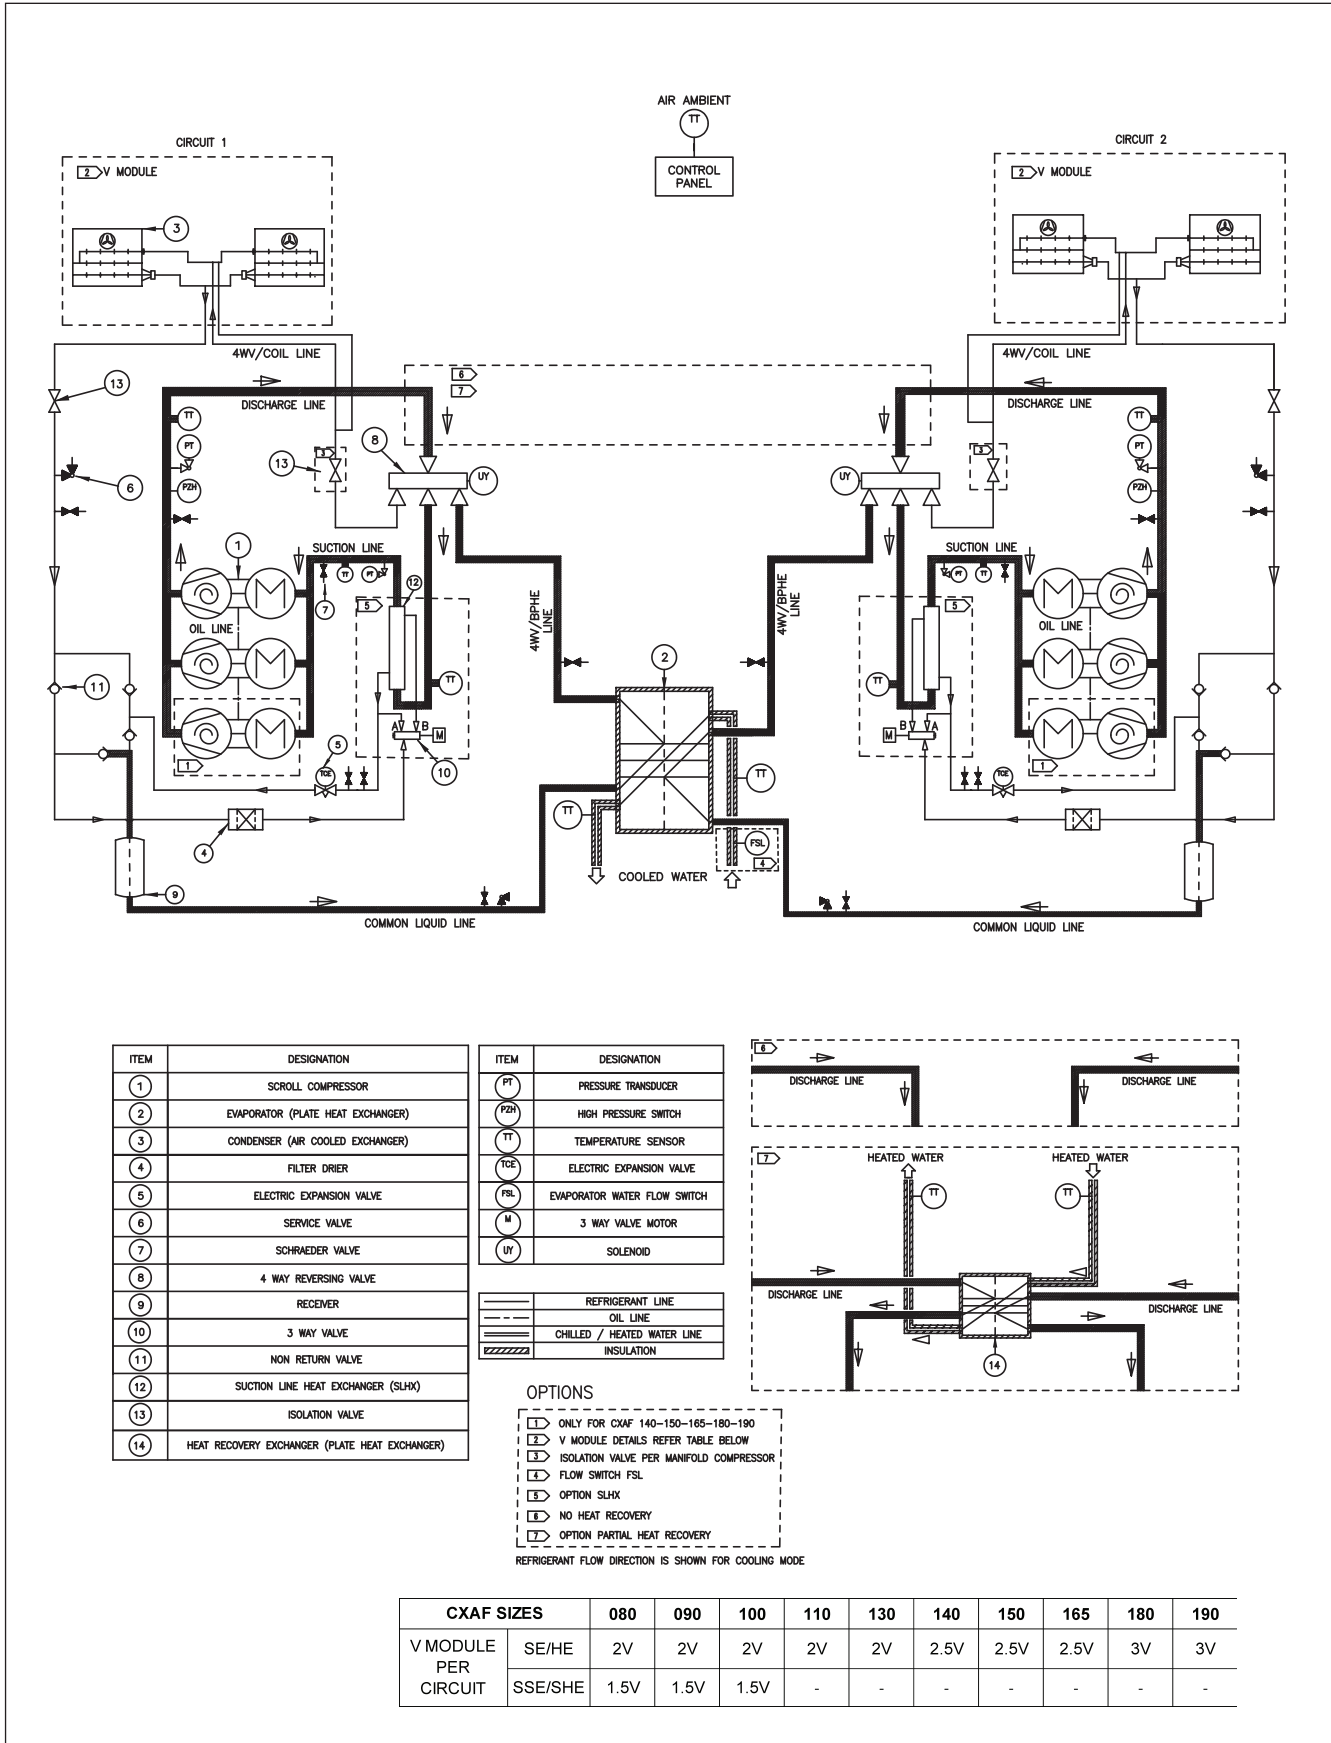 AIR AMBIENT
TT
CONTROL
PANEL
CIRCUIT 1
2 V MODULE
3
CIRCUIT 2
2 V MODULE
4WV/COIL LINE
4WV/COIL LINE
6
7
13
DISCHARGE LINE
DISCHARGE LINE
TT
PT
PZH
13
3
8
UY
UY
3
TT
PT
PZH
6
1
SUCTION LINE
TT
PT
12
7
5
OIL LINE
4WV/BPHE
LINE
4WV/BPHE
LINE
SUCTION LINE
PT
TT
5
OIL LINE
2
11
TT
TT
A
B
M
10
5
TCE
1
B
A
M
TCE
1
TT
TT
4
FSL
4
COOLED WATER
9
COMMON LIQUID LINE
COMMON LIQUID LINE
ITEM DESIGNATION
1 SCROLL COMPRESSOR
2 EVAPORATOR (PLATE HEAT EXCHANGER)
3 CONDENSER (AIR COOLED EXCHANGER)
4 FILTER DRIER
5 ELECTRIC EXPANSION VALVE
6 SERVICE VALVE
7 SCHRAEDER VALVE
8 4 WAY REVERSING VALVE
9 RECEIVER
10 3 WAY VALVE
11 NON RETURN VALVE
12 SUCTION LINE HEAT EXCHANGER (SLHX)
13 ISOLATION VALVE
14 HEAT RECOVERY EXCHANGER (PLATE HEAT EXCHANGER)
ITEM DESIGNATION
PT PRESSURE TRANSDUCER
PZH HIGH PRESSURE SWITCH
TT TEMPERATURE SENSOR
TCE ELECTRIC EXPANSION VALVE
FSL EVAPORATOR WATER FLOW SWITCH
M 3 WAY VALVE MOTOR
UY SOLENOID
REFRIGERANT LINE
OIL LINE
CHILLED / HEATED WATER LINE
INSULATION
6
DISCHARGE LINE
DISCHARGE LINE
7
HEATED WATER
HEATED WATER
TT
TT
DISCHARGE LINE
DISCHARGE LINE
14
OPTIONS
1 ONLY FOR CXAF 140-150-165-180-190
2 V MODULE DETAILS REFER TABLE BELOW
3 ISOLATION VALVE PER MANIFOLD COMPRESSOR
4 FLOW SWITCH FSL
5 OPTION SLHX
6 NO HEAT RECOVERY
7 OPTION PARTIAL HEAT RECOVERY
REFRIGERANT FLOW DIRECTION IS SHOWN FOR COOLING MODE
CXAF SIZES 080 090 100 110 130 140 150 165 180 190
V MODULE
PER
CIRCUIT
SE/HE 2V 2V 2V 2V 2V 2.5V 2.5V 2.5V 3V 3V
SSE/SHE 1.5V 1.5V 1.5V - - - - - - -